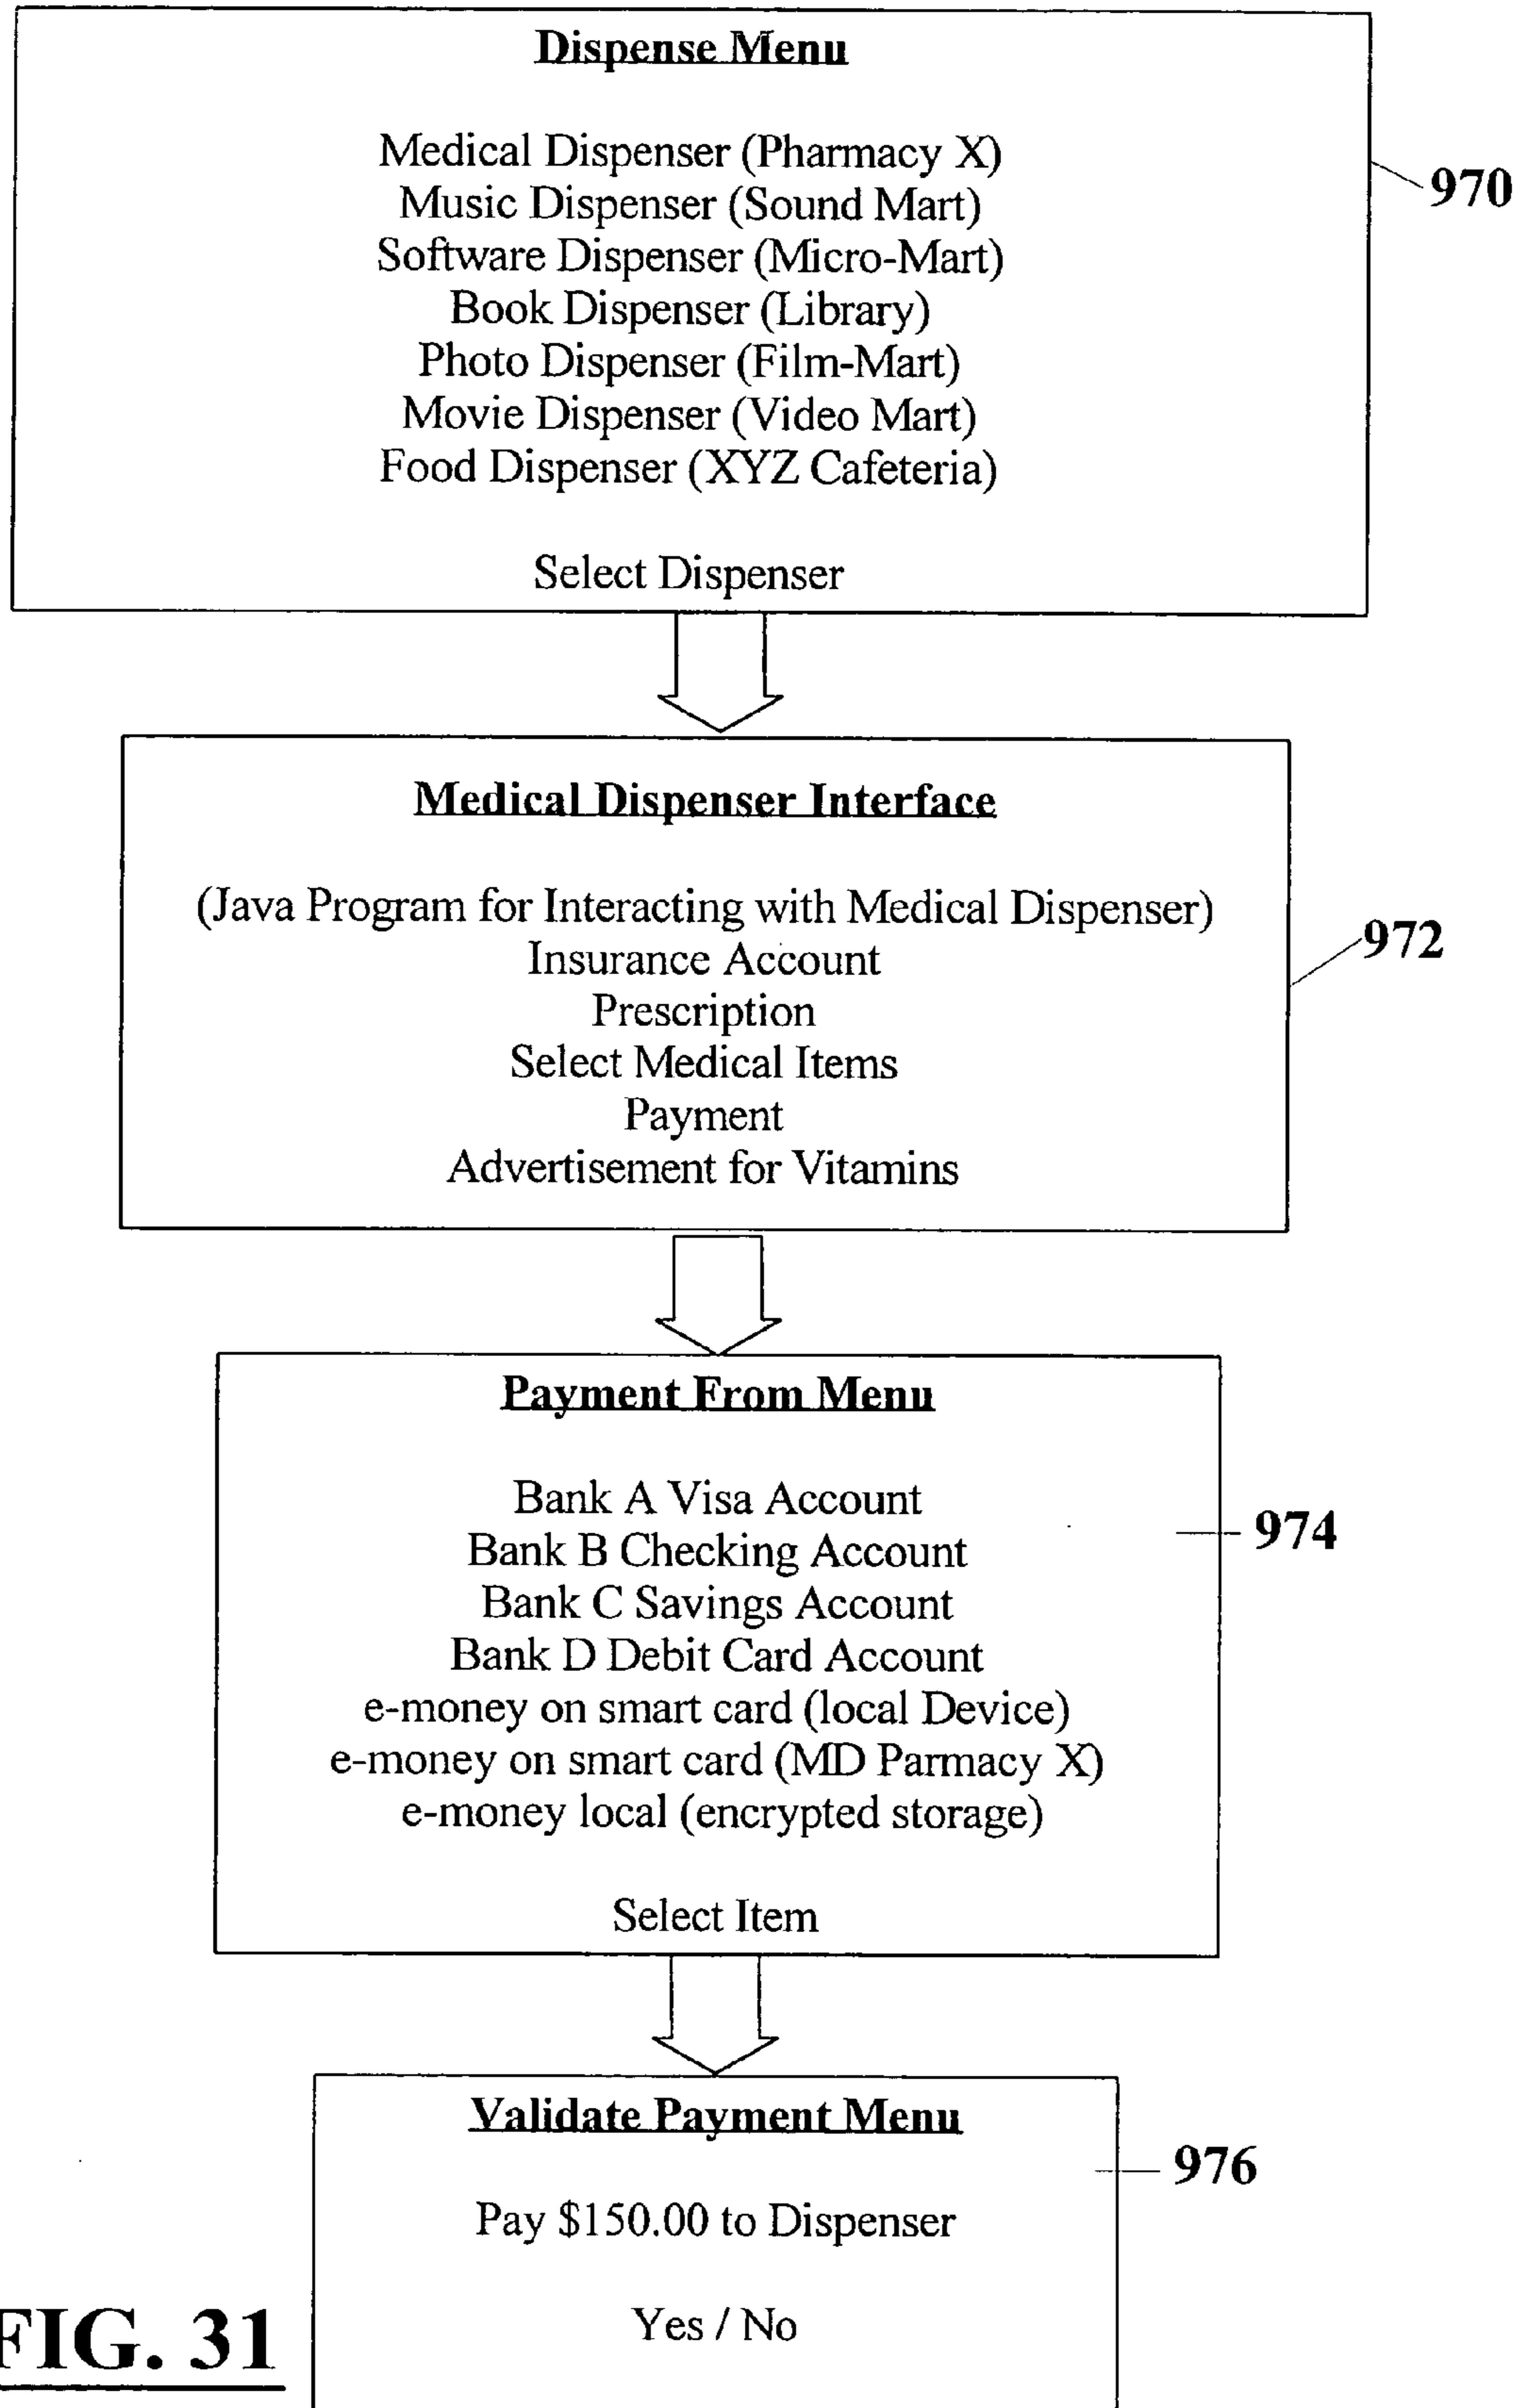 Dispense Menu
Medical Dispenser (Pharmacy X)
970
Music Dispenser (Sound Mart)
Software Dispenser (Micro-Mart)
Book Dispenser (Library)
Photo Dispenser (Film-Mart)
Movie Dispenser (Video Mart)
Food Dispenser (XYZ Cafeteria)
Select Dispenser
Medical Dispenser Interface
(Java Program for Interacting with Medical Dispenser)
972
Insurance Account
Prescription
Select Medical Items
Payment
Advertisement for Vitamins
Payment From Menu
Bank A Visa Account
974
Bank B Checking Account
Bank C Savings Account
Bank D Debit Card Account
e-money on smart card (local Device)
e-money on smart card (MD Parmacy X)
e-money local (encrypted storage)
Select Item
Validate Payment Menu
976
Pay $150.00 to Dispenser
Yes / No
FIG. 31